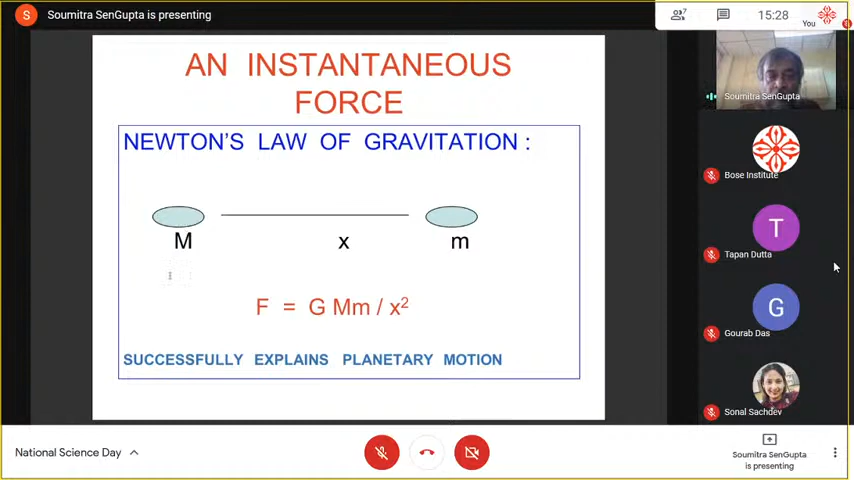 S Soumitra SenGupta is presenting
7
15:28
You
AN INSTANTANEOUS
FORCE
NEWTON'S LAW OF GRAVITATION :
M x m
F = G Mm / x²
SUCCESSFULLY EXPLAINS PLANETARY MOTION
Soumitra SenGupta
Bose Institute
T
Tapan Dutta
G
Gourab Das
Sonal Sachdev
National Science Day
Soumitra SenGupta
is presenting